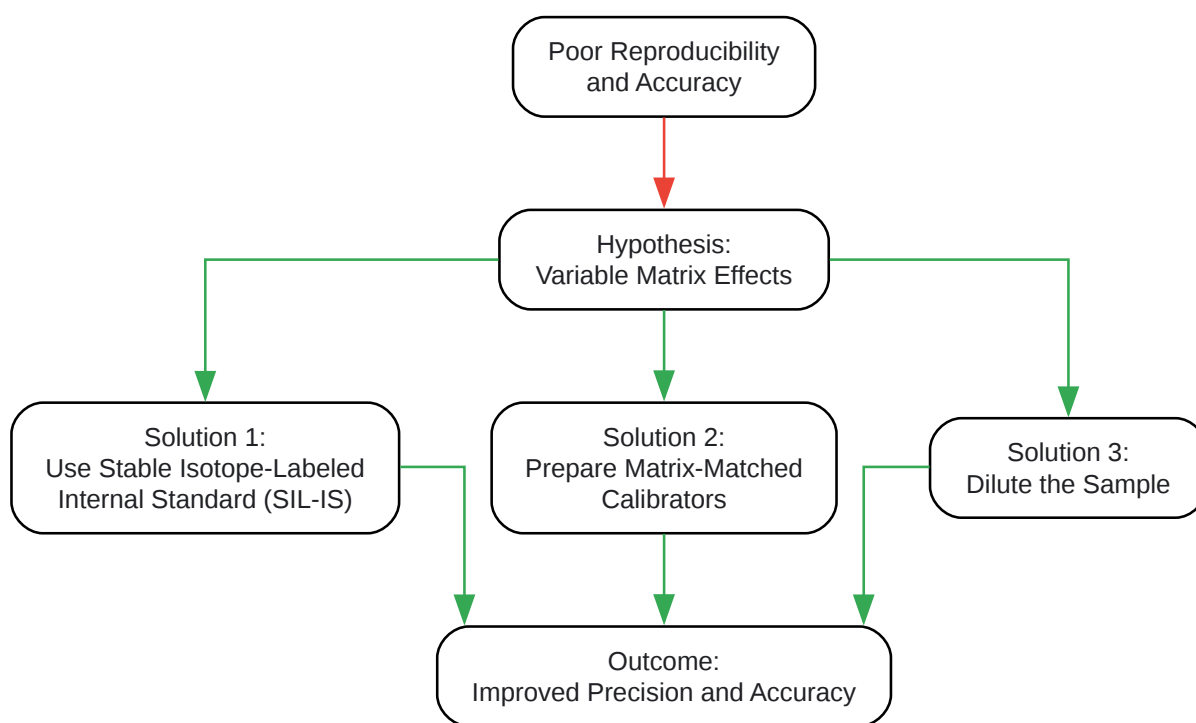 Poor Reproducibility
and Accuracy
Hypothesis:
Variable Matrix Effects
Solution 1:
Use Stable Isotope-Labeled
Internal Standard (SIL-IS)
Solution 2:
Prepare Matrix-Matched
Calibrators
Solution 3:
Dilute the Sample
Outcome:
Improved Precision and Accuracy